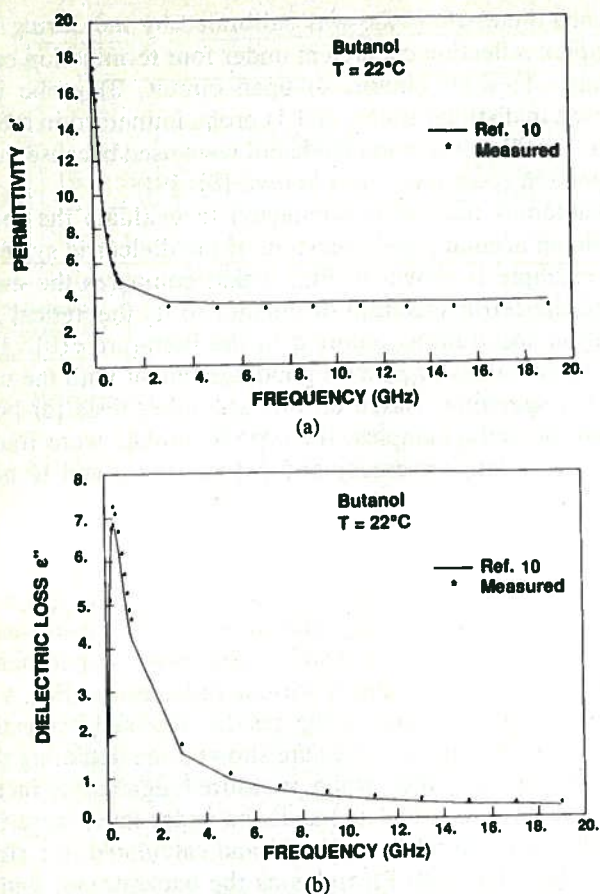 18.
16.
14.
12.
10.
8.
6.
4.
2.
0.
PERMITTIVITY ε'
Butanol
T = 22°C
Ref. 10
Measured
0. 2. 4. 6. 8. 10. 12. 14. 16. 18. 20.
FREQUENCY (GHz)
(a)
8.
7.
6.
5.
4.
3.
2.
1.
0.
DIELECTRIC LOSS ε"
Butanol
T = 22°C
Ref. 10
Measured
0. 2. 4. 6. 8. 10. 12. 14. 16. 18. 20.
FREQUENCY (GHz)
(b)